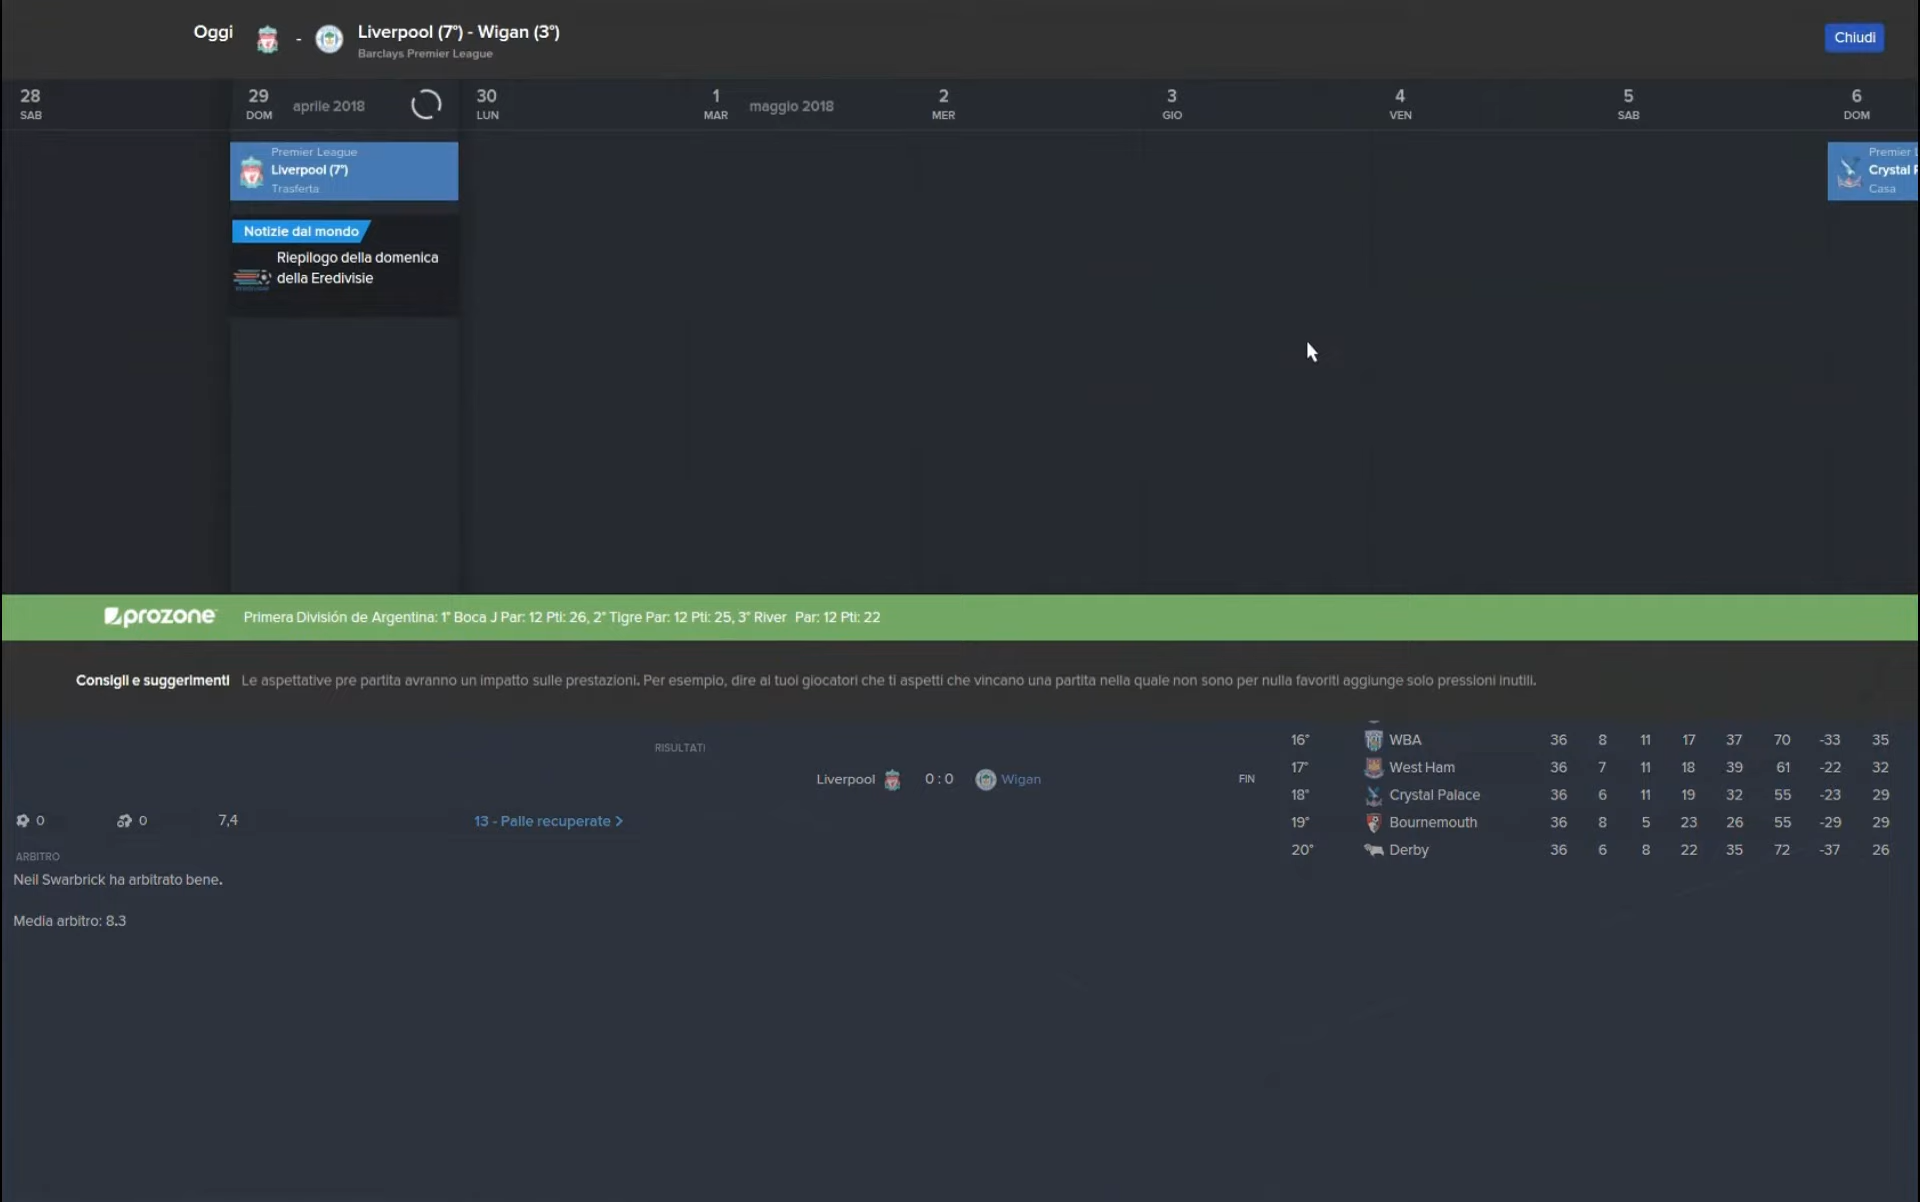 Oggi - Liverpool (7°) - Wigan (3°)
Barclays Premier League
Chiudi
28 SAB
29 DOM aprile 2018
30 LUN
1 MAR maggio 2018
2 MER
3 GIO
4 VEN
5 SAB
6 DOM
Premier League
Liverpool (7°)
Trasferta
Premier L
Crystal P
Casa
Notizie dal mondo
Riepilogo della domenica
della Eredivisie
prozone Primera División de Argentina: 1° Boca J Par: 12 Pti: 26, 2° Tigre Par: 12 Pti: 25, 3° River Par: 12 Pti: 22
Consigli e suggerimenti Le aspettative pre partita avranno un impatto sulle prestazioni. Per esempio, dire ai tuoi giocatori che ti aspetti che vincano una partita nella quale non sono per nulla favoriti aggiunge solo pressioni inutili.
RISULTATI
Liverpool 0 : 0 Wigan FIN
0 0 7,4 13 - Palle recuperate >
ARBITRO
Neil Swarbrick ha arbitrato bene.
Media arbitro: 8.3
16° WBA 36 8 11 17 37 70 -33 35
17° West Ham 36 7 11 18 39 61 -22 32
18° Crystal Palace 36 6 11 19 32 55 -23 29
19° Bournemouth 36 8 5 23 26 55 -29 29
20° Derby 36 6 8 22 35 72 -37 26